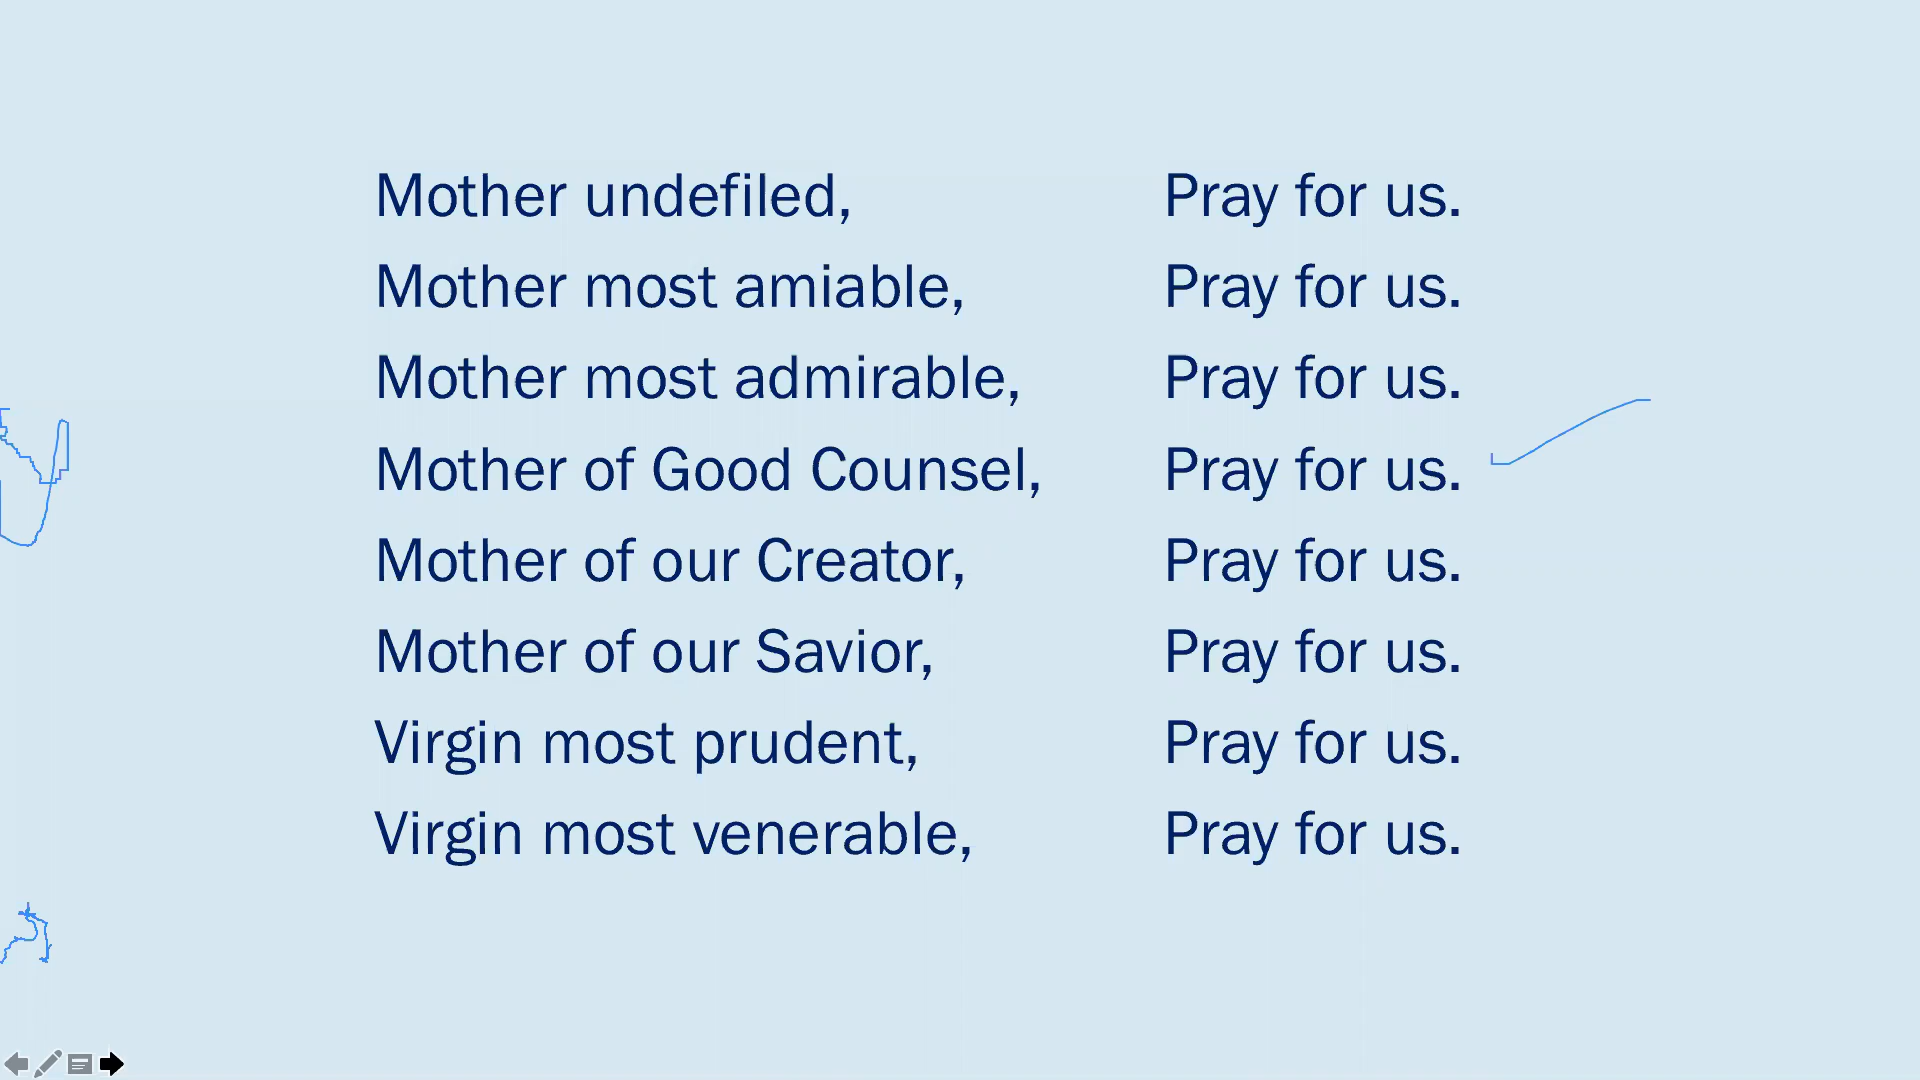 Mother undefiled, Pray for us.
Mother most amiable, Pray for us.
Mother most admirable, Pray for us.
Mother of Good Counsel, Pray for us.
Mother of our Creator, Pray for us.
Mother of our Savior, Pray for us.
Virgin most prudent, Pray for us.
Virgin most venerable, Pray for us.